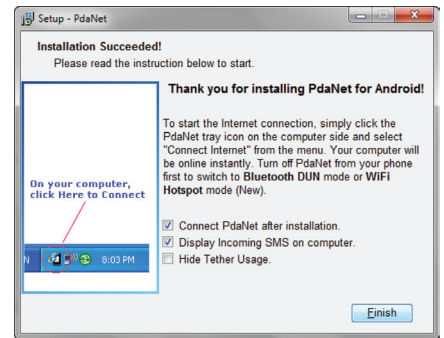 Setup - PdaNet
Installation Succeeded!
Please read the instruction below to start.
Thank you for installing PdaNet for Android!
To start the Internet connection, simply click the
PdaNet tray icon on the computer side and select
"Connect Internet" from the menu. Your computer will
be online instantly. Turn off PdaNet from your phone
first to switch to Bluetooth DUN mode or WiFi
Hotspot mode (New).
On your computer,
click Here to Connect
N 8:03 PM
Connect PdaNet after installation.
Display Incoming SMS on computer.
Hide Tether Usage.
Finish